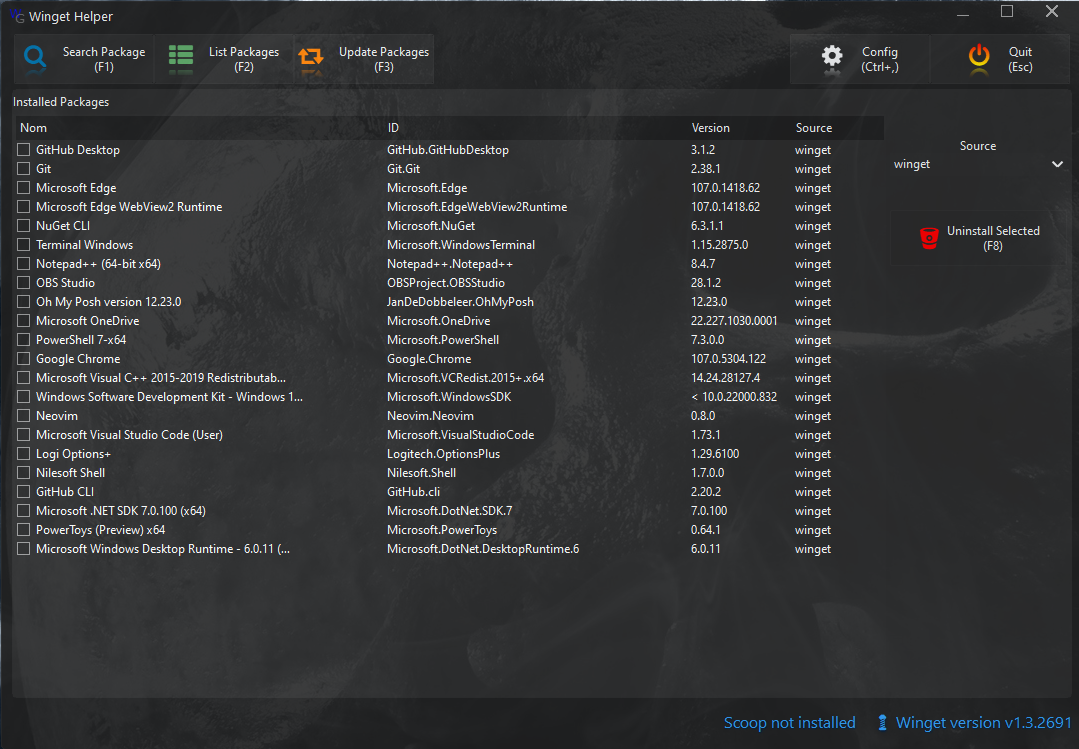 G Winget Helper
Search Package
(F1)
List Packages
(F2)
Update Packages
(F3)
Config
(Ctrl+,)
Quit
(Esc)
Installed Packages
Nom ID Version Source
GitHub Desktop GitHub.GitHubDesktop 3.1.2 winget
Git Git.Git 2.38.1 winget
Microsoft Edge Microsoft.Edge 107.0.1418.62 winget
Microsoft Edge WebView2 Runtime Microsoft.EdgeWebView2Runtime 107.0.1418.62 winget
NuGet CLI Microsoft.NuGet 6.3.1.1 winget
Terminal Windows Microsoft.WindowsTerminal 1.15.2875.0 winget
Notepad++ (64-bit x64) Notepad++.Notepad++ 8.4.7 winget
OBS Studio OBSProject.OBSStudio 28.1.2 winget
Oh My Posh version 12.23.0 JanDeDobbeleer.OhMyPosh 12.23.0 winget
Microsoft OneDrive Microsoft.OneDrive 22.227.1030.0001 winget
PowerShell 7-x64 Microsoft.PowerShell 7.3.0.0 winget
Google Chrome Google.Chrome 107.0.5304.122 winget
Microsoft Visual C++ 2015-2019 Redistributab... Microsoft.VCRedist.2015+.x64 14.24.28127.4 winget
Windows Software Development Kit - Windows 1... Microsoft.WindowsSDK < 10.0.22000.832 winget
Neovim Neovim.Neovim 0.8.0 winget
Microsoft Visual Studio Code (User) Microsoft.VisualStudioCode 1.73.1 winget
Logi Options+ Logitech.OptionsPlus 1.29.6100 winget
Nilesoft Shell Nilesoft.Shell 1.7.0.0 winget
GitHub CLI GitHub.cli 2.20.2 winget
Microsoft .NET SDK 7.0.100 (x64) Microsoft.DotNet.SDK.7 7.0.100 winget
PowerToys (Preview) x64 Microsoft.PowerToys 0.64.1 winget
Microsoft Windows Desktop Runtime - 6.0.11 (... Microsoft.DotNet.DesktopRuntime.6 6.0.11 winget
Source
winget
Uninstall Selected
(F8)
Scoop not installed Winget version v1.3.2691